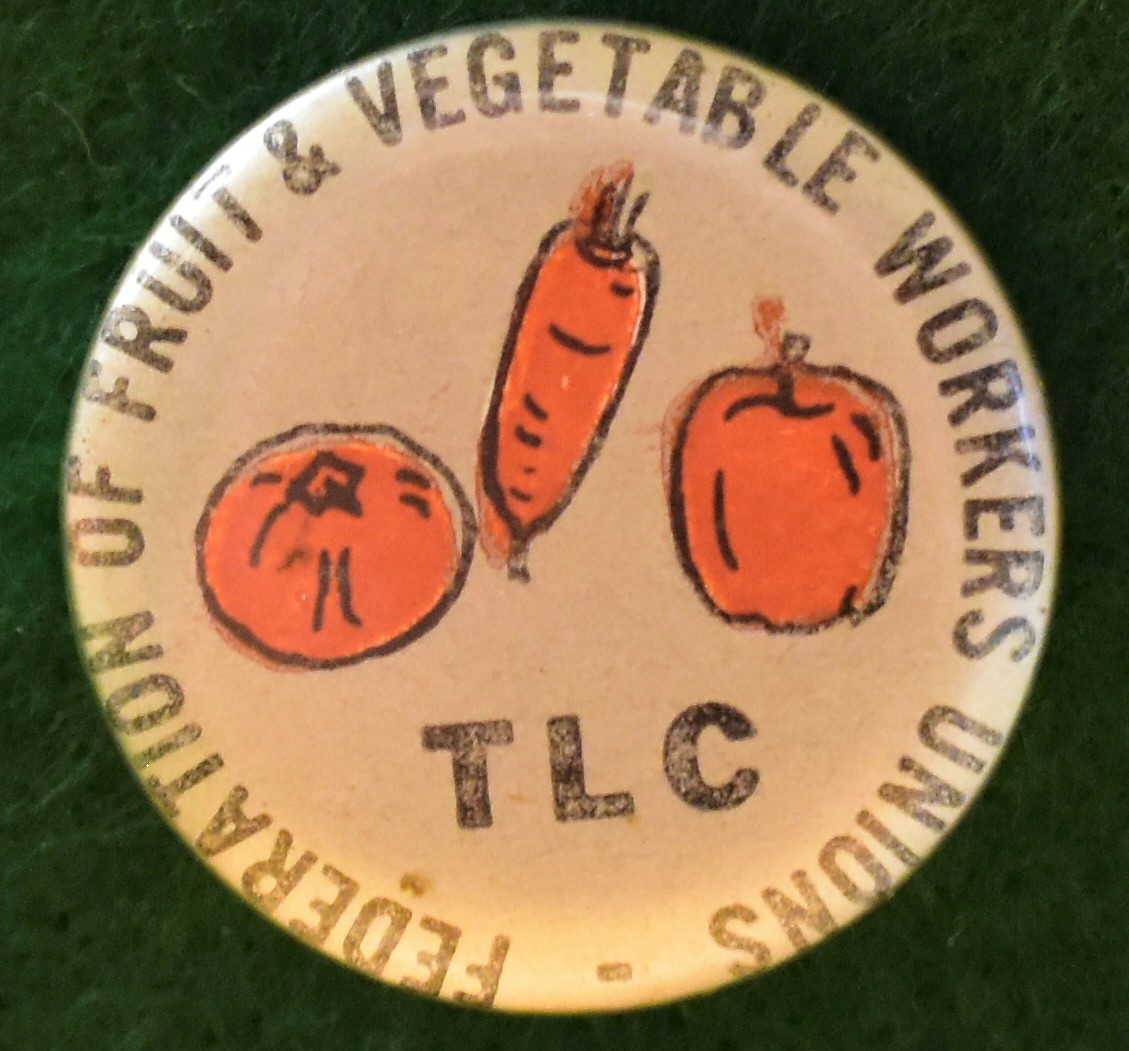 FEDERATION OF FRUIT & VEGETABLE WORKERS UNIONS -
TLC